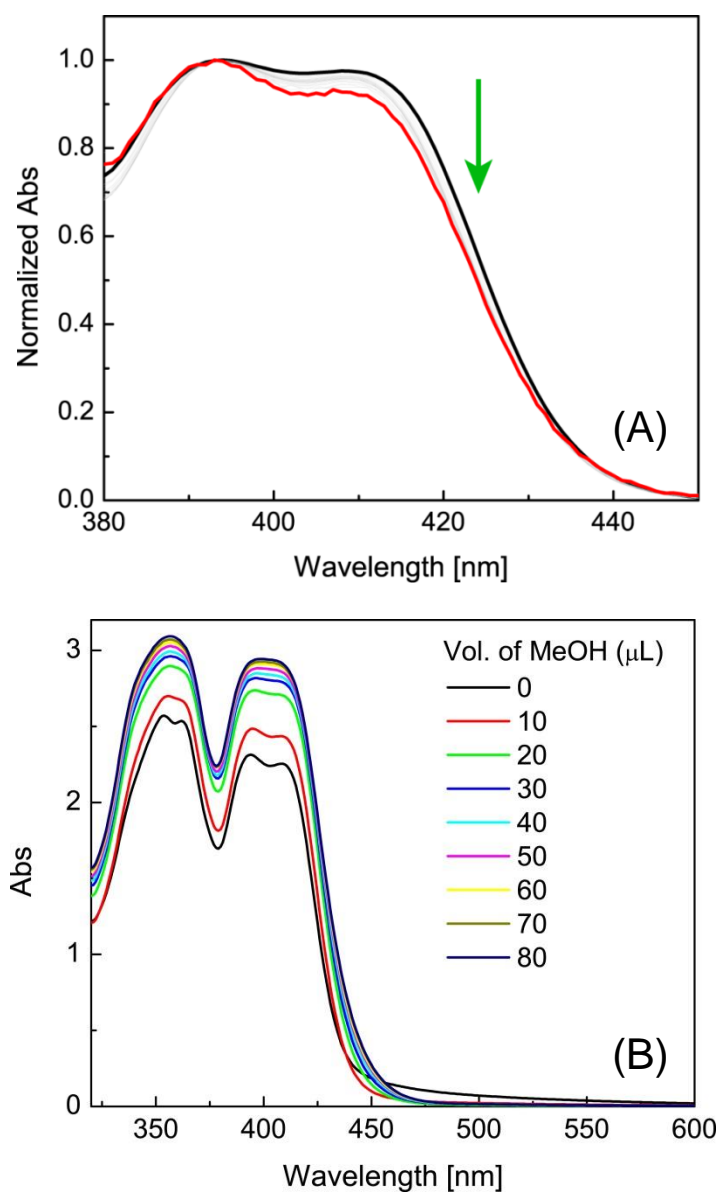 1.0
0.8
0.6
0.4
0.2
0.0
Normalized Abs
(A)
380 400 420 440
Wavelength [nm]
3
2
1
0
Abs
Vol. of MeOH (μL)
0
10
20
30
40
50
60
70
80
(B)
350 400 450 500 550 600
Wavelength [nm]